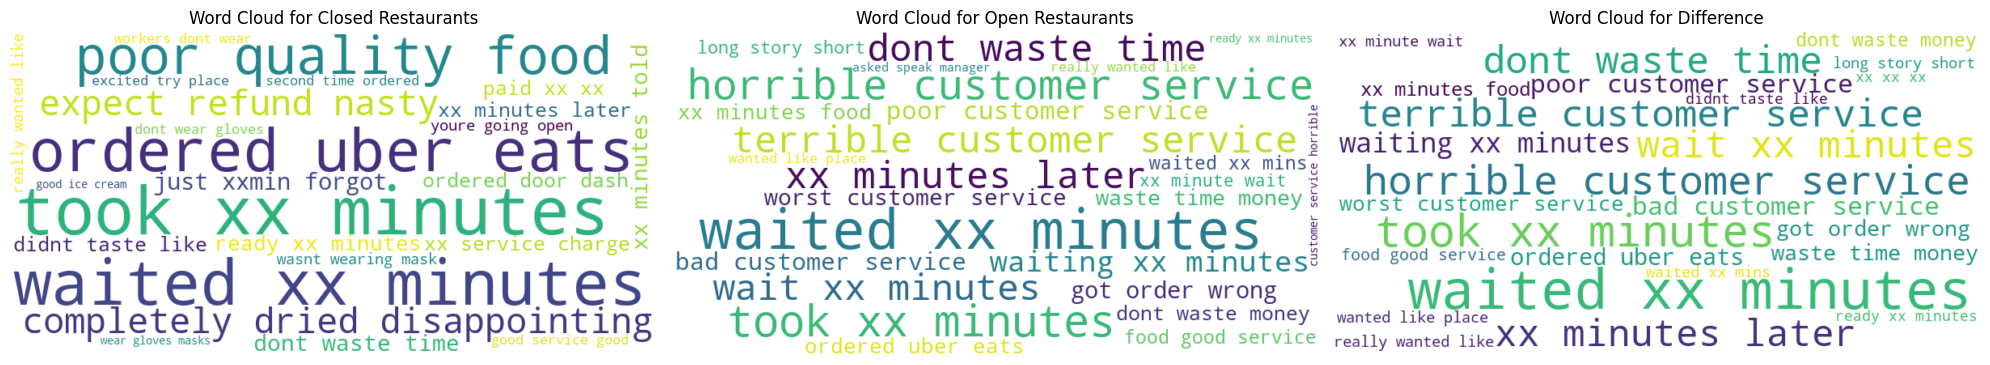 Word Cloud for Closed Restaurants
workers dont wear
poor quality food
excited try place
second time ordered
really wanted like
expect refund nasty
paid xx xx
xx minutes later
xx minutes told
dont wear gloves
youre going open
ordered uber eats
good ice cream
just xxmin forgot
ordered door dash
took xx minutes
didnt taste like
ready xx minutes
xx service charge
wasnt wearing mask
waited xx minutes
completely dried disappointing
wear gloves masks
dont waste time
good service good
Word Cloud for Open Restaurants
long story short
dont waste time
ready xx minutes
asked speak manager
really wanted like
horrible customer service
xx minutes food
poor customer service
terrible customer service
customer service horrible
wanted like place
waited xx mins
xx minutes later
xx minute wait
worst customer service
waste time money
waited xx minutes
bad customer service
waiting xx minutes
wait xx minutes
got order wrong
took xx minutes
dont waste money
ordered uber eats
food good service
Word Cloud for Difference
xx minute wait
dont waste time
dont waste money
long story short
xx minutes food
poor customer service
xx xx xx
didnt taste like
terrible customer service
waiting xx minutes
wait xx minutes
horrible customer service
worst customer service
bad customer service
took xx minutes
got order wrong
food good service
ordered uber eats
waste time money
waited xx mins
waited xx minutes
wanted like place
ready xx minutes
really wanted like
xx minutes later